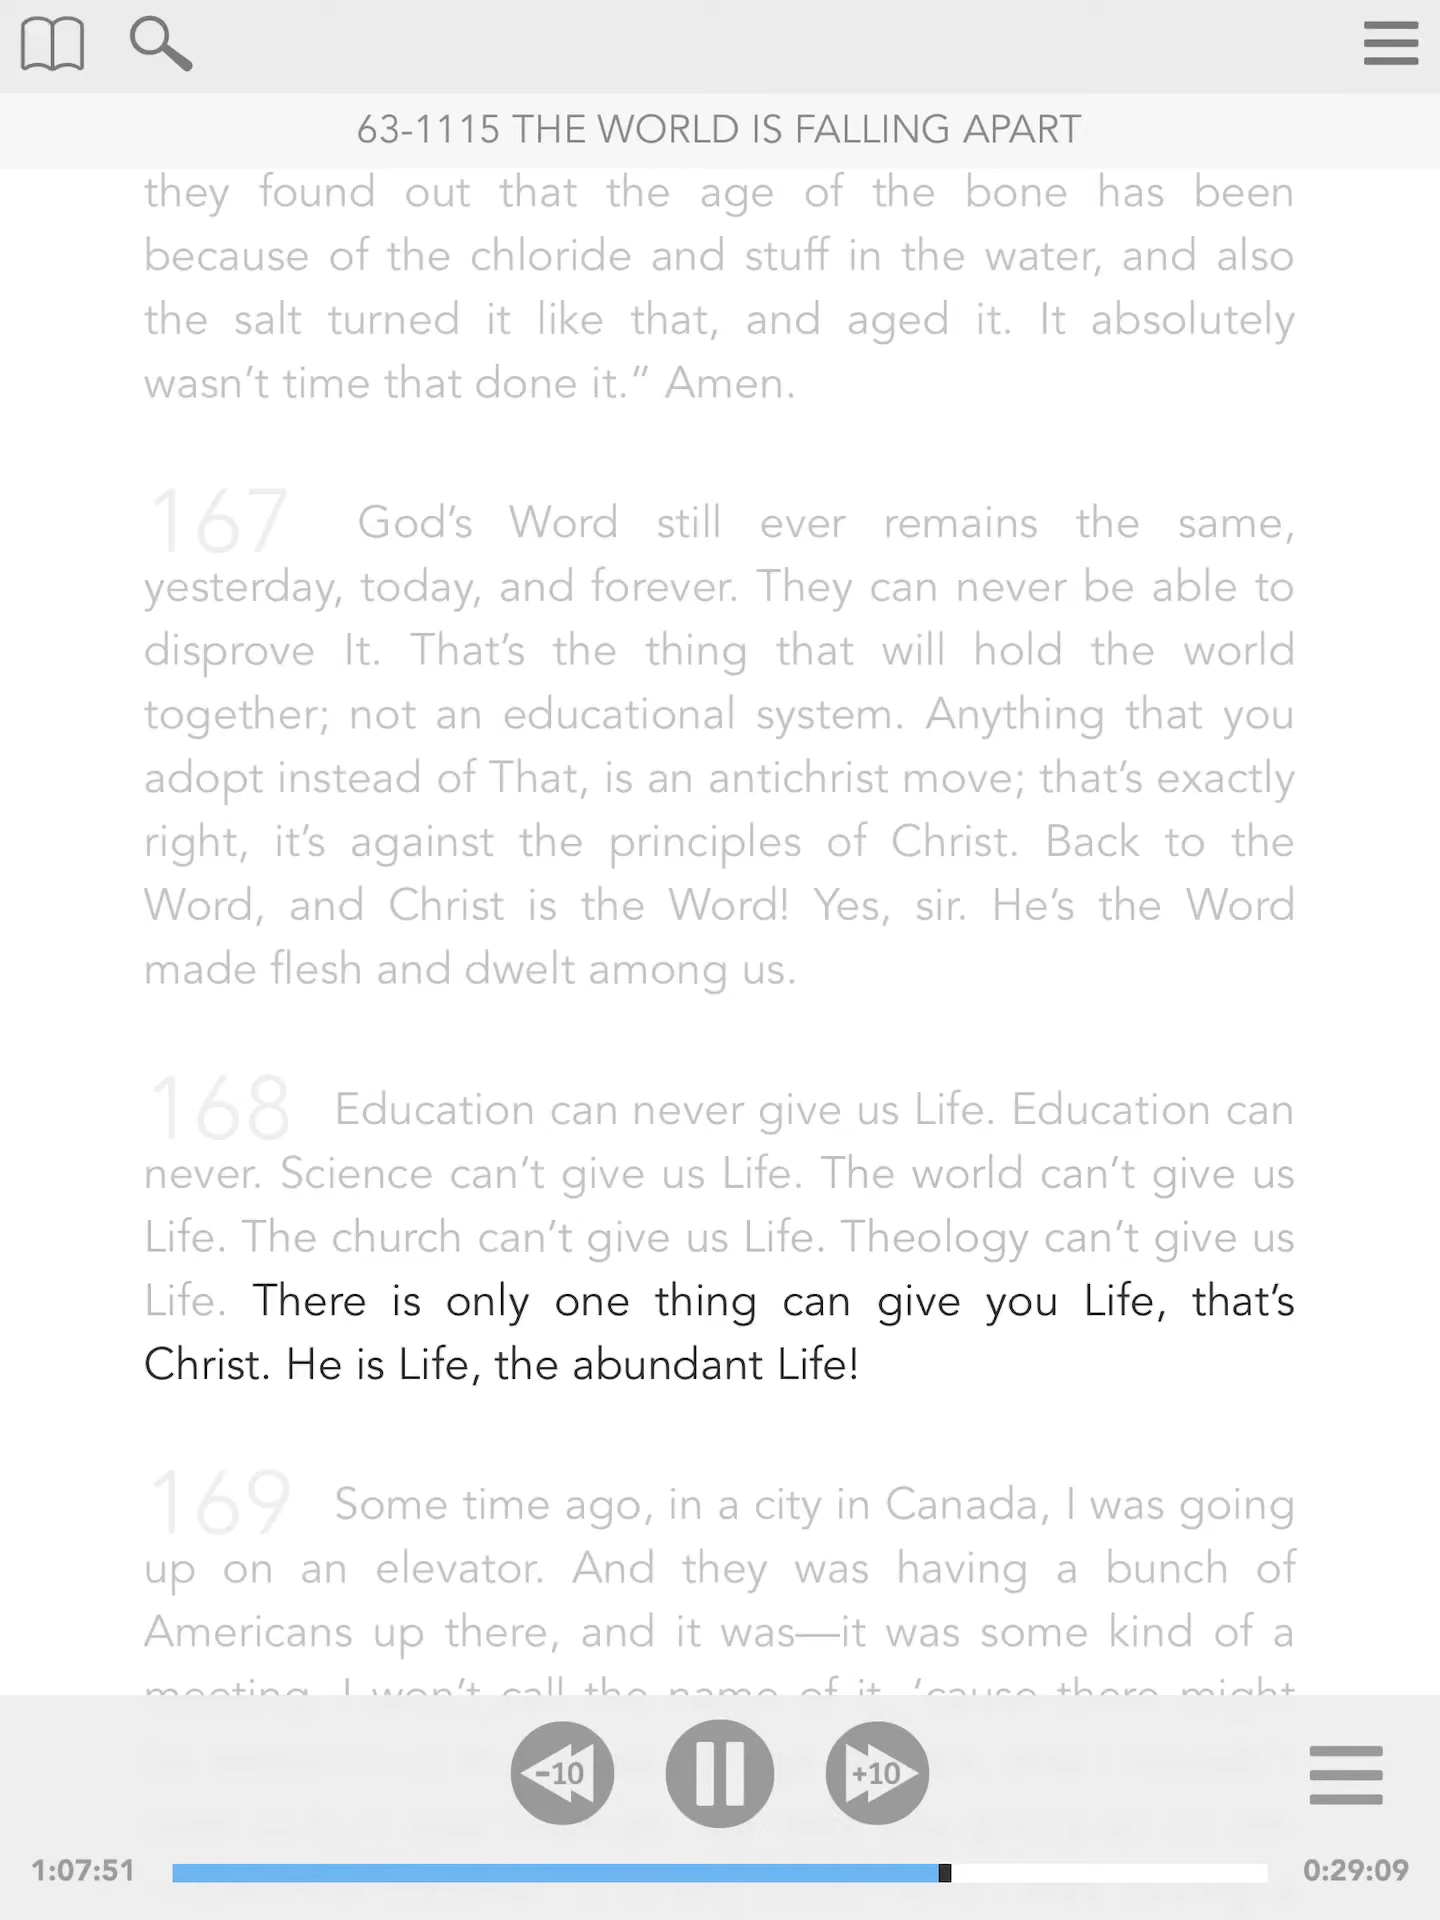 63-1115 THE WORLD IS FALLING APART
they found out that the age of the bone has been
because of the chloride and stuff in the water, and also
the salt turned it like that, and aged it. It absolutely
wasn’t time that done it.” Amen.
167 God’s Word still ever remains the same,
yesterday, today, and forever. They can never be able to
disprove It. That’s the thing that will hold the world
together; not an educational system. Anything that you
adopt instead of That, is an antichrist move; that’s exactly
right, it’s against the principles of Christ. Back to the
Word, and Christ is the Word! Yes, sir. He’s the Word
made flesh and dwelt among us.
168 Education can never give us Life. Education can
never. Science can’t give us Life. The world can’t give us
Life. The church can’t give us Life. Theology can’t give us
Life. There is only one thing can give you Life, that’s
Christ. He is Life, the abundant Life!
169 Some time ago, in a city in Canada, I was going
up on an elevator. And they was having a bunch of
Americans up there, and it was—it was some kind of a
meeting, I won’t call the name of it, ’cause there might
-10 +10
1:07:51 0:29:09